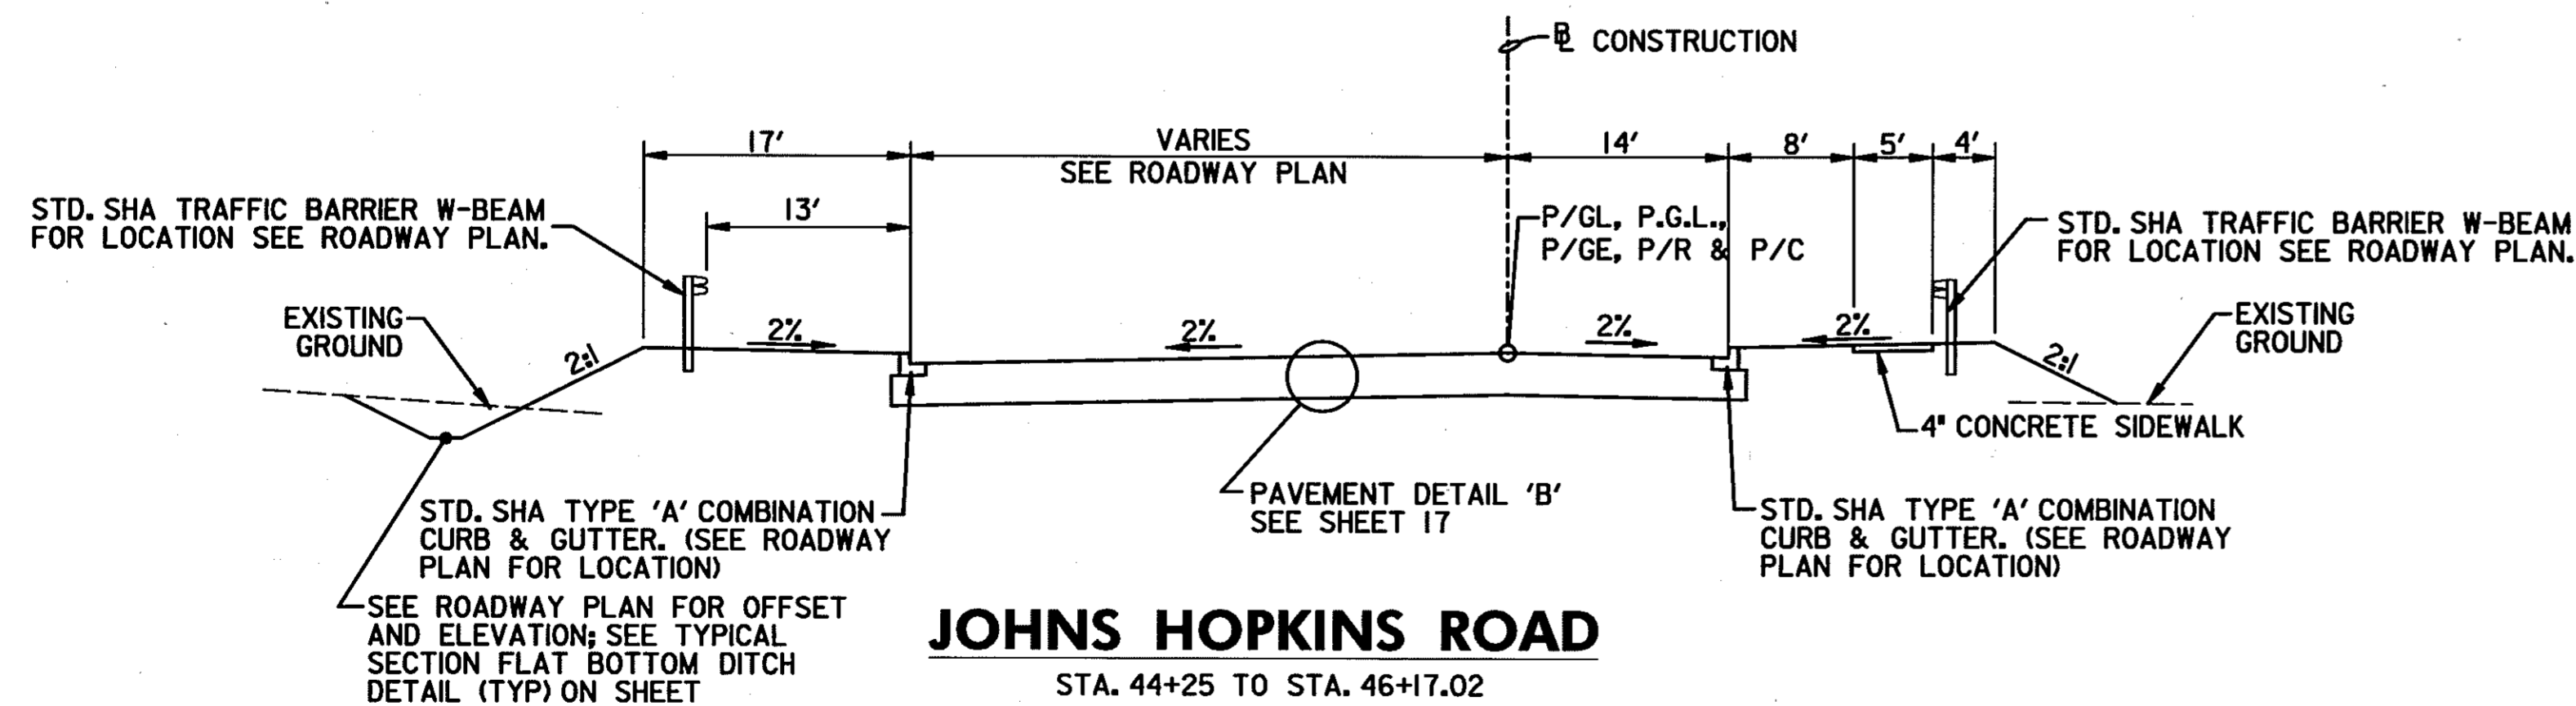 ℄ CONSTRUCTION
17'
VARIES
SEE ROADWAY PLAN
14'
8'
5'
4'
STD. SHA TRAFFIC BARRIER W-BEAM
FOR LOCATION SEE ROADWAY PLAN.
13'
P/GL, P.G.L.,
P/GE, P/R & P/C
STD. SHA TRAFFIC BARRIER W-BEAM
FOR LOCATION SEE ROADWAY PLAN.
EXISTING
GROUND
2:1
2%
2%
2%
2%
2:1
EXISTING
GROUND
4" CONCRETE SIDEWALK
PAVEMENT DETAIL 'B'
SEE SHEET 17
STD. SHA TYPE 'A' COMBINATION
CURB & GUTTER. (SEE ROADWAY
PLAN FOR LOCATION)
STD. SHA TYPE 'A' COMBINATION
CURB & GUTTER. (SEE ROADWAY
PLAN FOR LOCATION)
SEE ROADWAY PLAN FOR OFFSET
AND ELEVATION; SEE TYPICAL
SECTION FLAT BOTTOM DITCH
DETAIL (TYP) ON SHEET
JOHNS HOPKINS ROAD
STA. 44+25 TO STA. 46+17.02